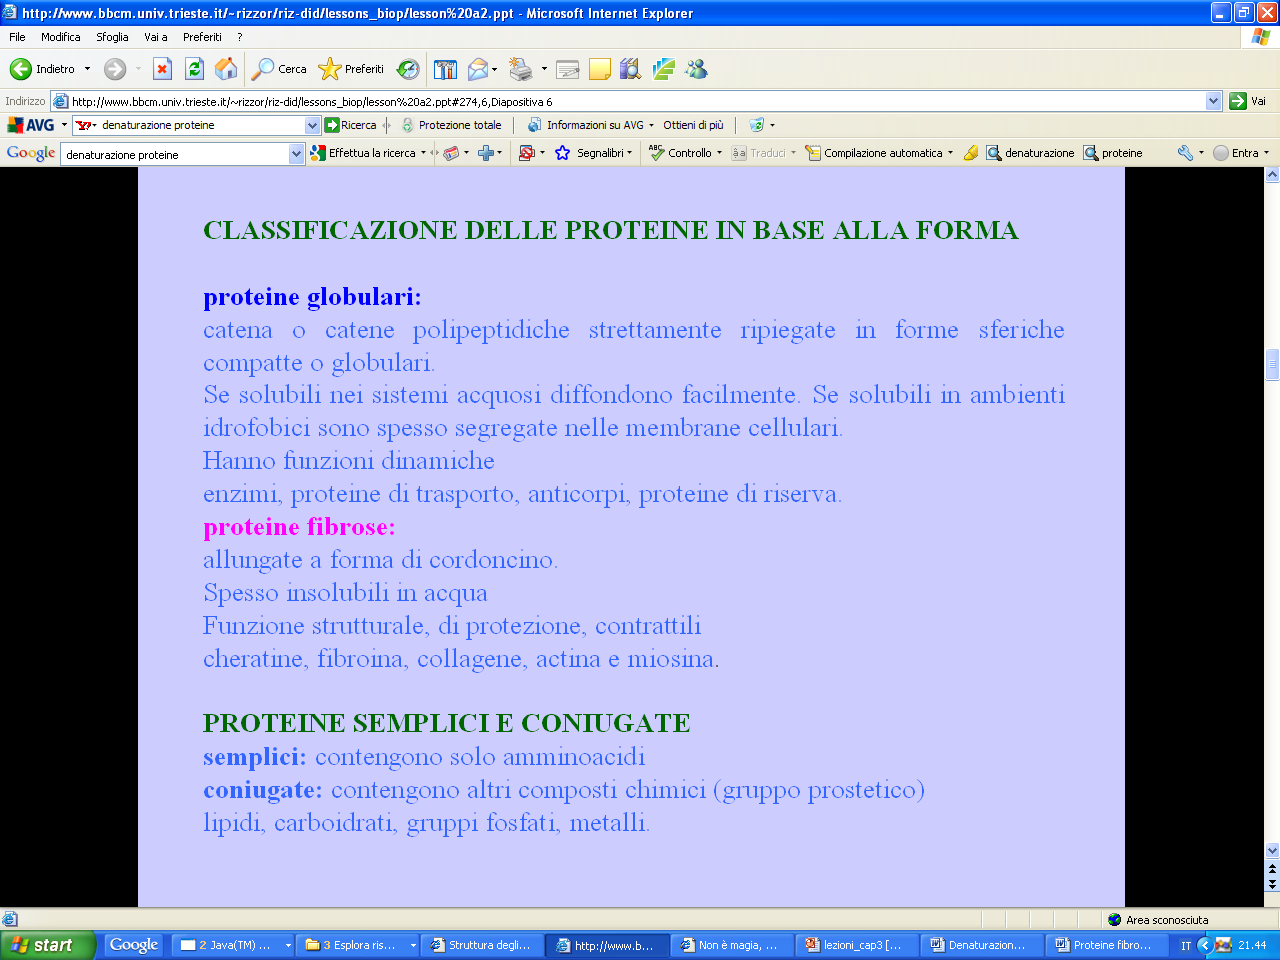 http://www.bbcm.univ.trieste.it/~rizzor/riz-did/lessons_biop/lesson%20a2.ppt - Microsoft Internet Explorer
File Modifica Sfoglia Vai a Preferiti ?
Indietro Cerca Preferiti
Indirizzo http://www.bbcm.univ.trieste.it/~rizzor/riz-did/lessons_biop/lesson%20a2.ppt#274,6,Diapositiva 6 Vai
AVG Y! denaturazione proteine Ricerca Protezione totale Informazioni su AVG Ottieni di più
Google denaturazione proteine Effettua la ricerca Segnalibri ABC Controllo Traduci Compilazione automatica denaturazione proteine Entra
CLASSIFICAZIONE DELLE PROTEINE IN BASE ALLA FORMA
proteine globulari:
catena o catene polipeptidiche strettamente ripiegate in forme sferiche
compatte o globulari.
Se solubili nei sistemi acquosi diffondono facilmente. Se solubili in ambienti
idrofobici sono spesso segregate nelle membrane cellulari.
Hanno funzioni dinamiche
enzimi, proteine di trasporto, anticorpi, proteine di riserva.
proteine fibrose:
allungate a forma di cordoncino.
Spesso insolubili in acqua
Funzione strutturale, di protezione, contrattili
cheratine, fibroina, collagene, actina e miosina.
PROTEINE SEMPLICI E CONIUGATE
semplici: contengono solo amminoacidi
coniugate: contengono altri composti chimici (gruppo prostetico)
lipidi, carboidrati, gruppi fosfati, metalli.
Area sconosciuta
start Google 2 Java(TM) ... 3 Esplora ris... Struttura degli... http://www.b... Non è magia, ... lezioni_cap3 [... Denaturazion... Proteine fibro... IT 21.44